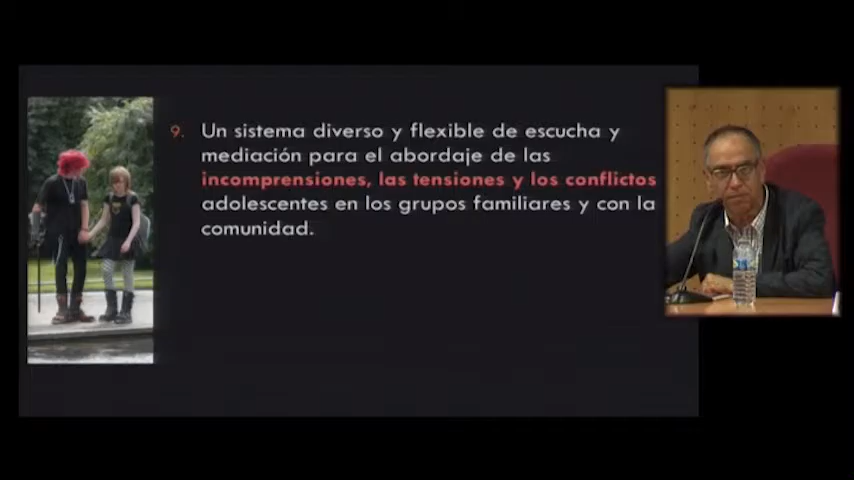 9. Un sistema diverso y flexible de escucha y
mediación para el abordaje de las
incomprensiones, las tensiones y los conflictos
adolescentes en los grupos familiares y con la
comunidad.